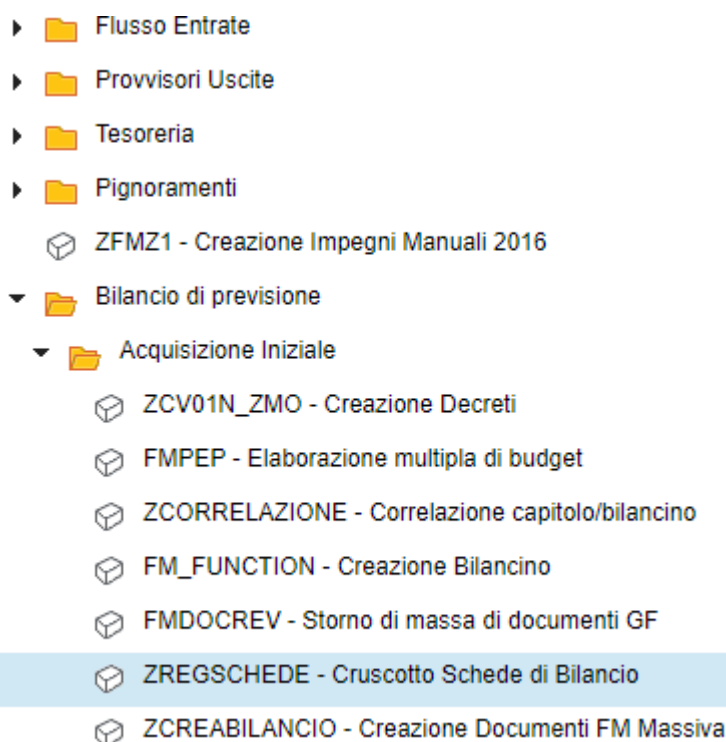 Flusso Entrate
Provvisori Uscite
Tesoreria
Pignoramenti
ZFMZ1 - Creazione Impegni Manuali 2016
Bilancio di previsione
Acquisizione Iniziale
ZCV01N_ZMO - Creazione Decreti
FMPEP - Elaborazione multipla di budget
ZCORRELAZIONE - Correlazione capitolo/bilancino
FM_FUNCTION - Creazione Bilancino
FMDOCREV - Storno di massa di documenti GF
ZREGSCHEDE - Cruscotto Schede di Bilancio
ZCREABILANCIO - Creazione Documenti FM Massiva